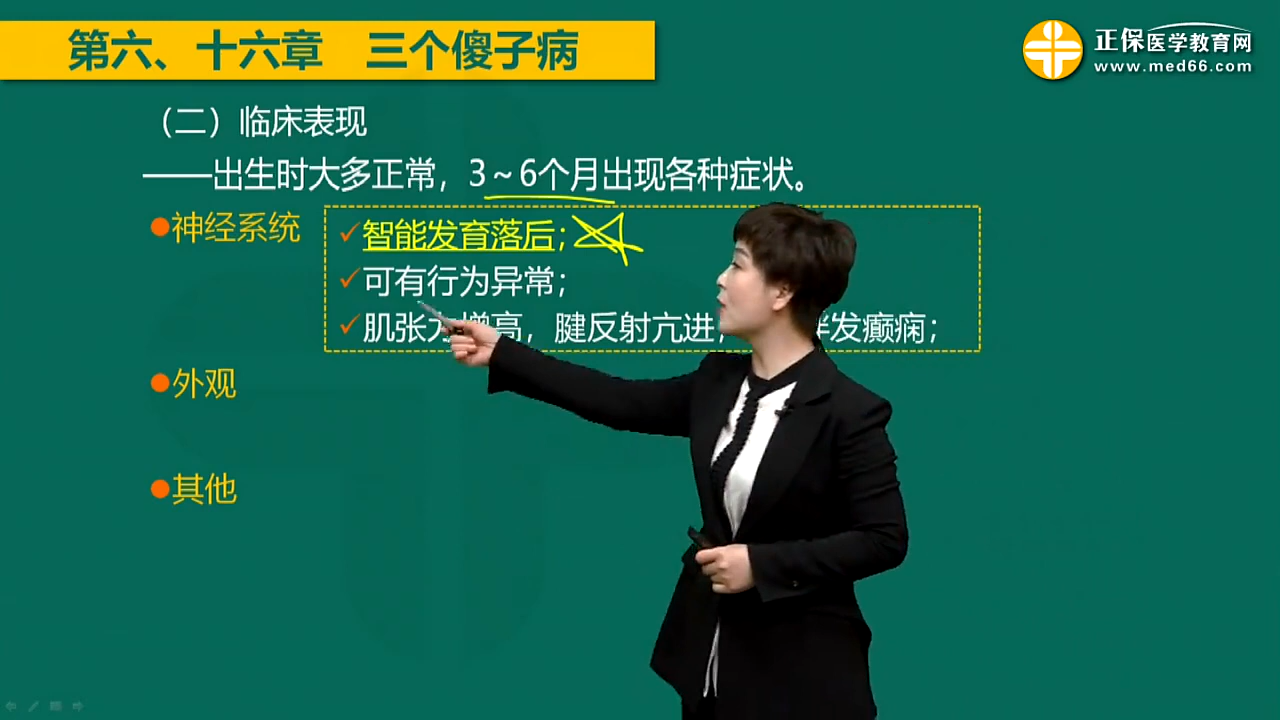 第六、十六章 三个傻子病
正保医学教育网
www.med66.com
（二）临床表现
——出生时大多正常，3～6个月出现各种症状。
●神经系统
✓智能发育落后；
✓可有行为异常；
✓肌张力增高，腱反射亢进， 发癫痫；
●外观
●其他